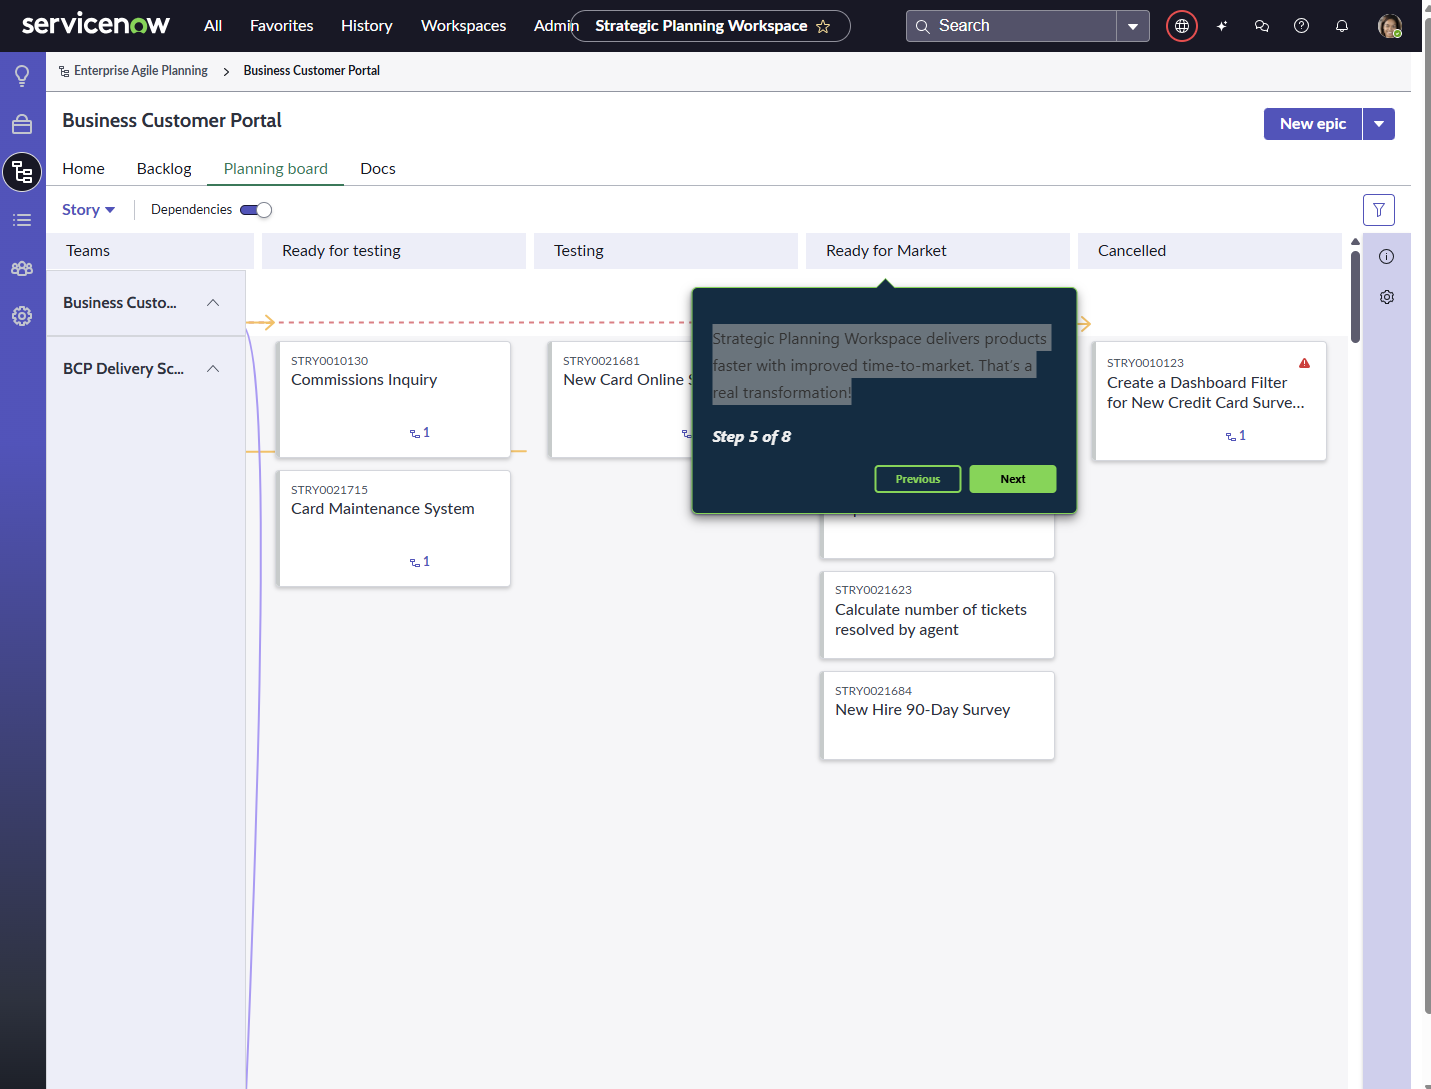 servicenow
All
Favorites
History
Workspaces
Admin
Strategic Planning Workspace
Search
Enterprise Agile Planning
Business Customer Portal
Business Customer Portal
New epic
Home
Backlog
Planning board
Docs
Story
Dependencies
Teams
Ready for testing
Testing
Ready for Market
Cancelled
Business Custo...
BCP Delivery Sc...
STRY0010130
Commissions Inquiry
1
STRY0021715
Card Maintenance System
1
STRY0021681
New Card Online
Strategic Planning Workspace delivers products
faster with improved time-to-market. That's a
real transformation!
Step 5 of 8
Previous
Next
STRY0021623
Calculate number of tickets
resolved by agent
STRY0021684
New Hire 90-Day Survey
STRY0010123
Create a Dashboard Filter
for New Credit Card Surve...
1